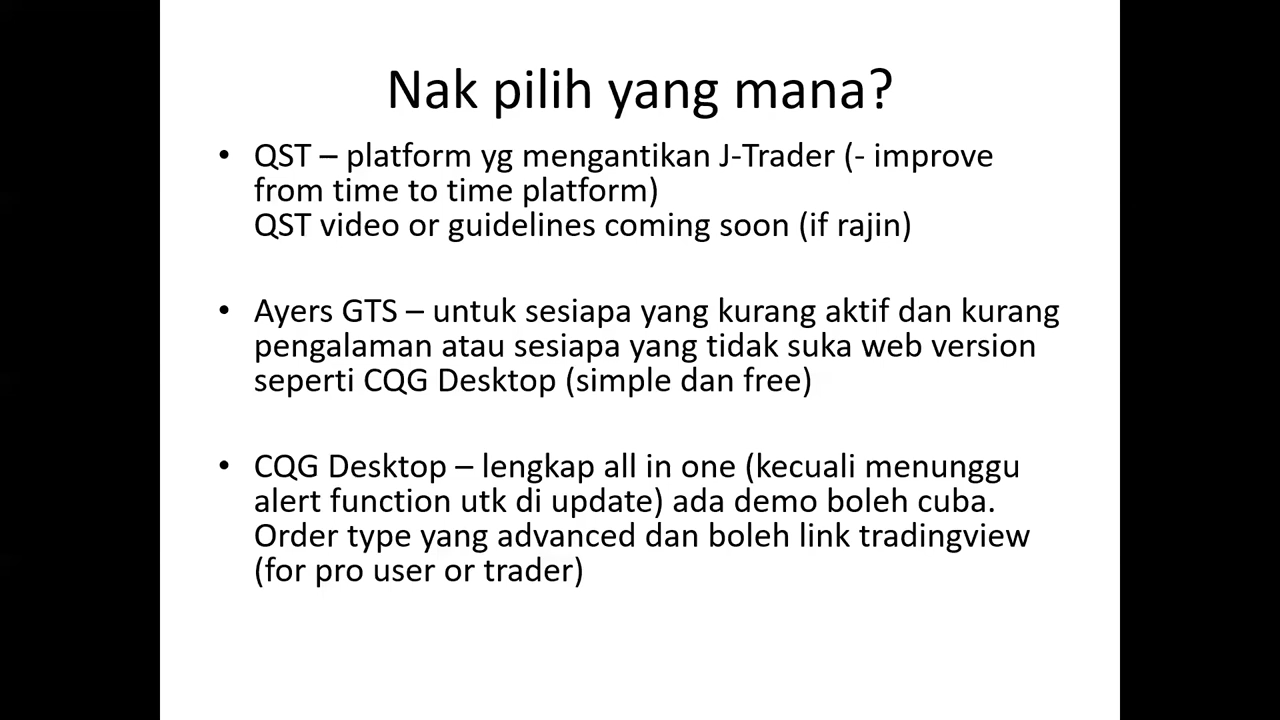 Nak pilih yang mana?
• QST – platform yg mengantikan J-Trader (- improve
from time to time platform)
QST video or guidelines coming soon (if rajin)
• Ayers GTS – untuk sesiapa yang kurang aktif dan kurang
pengalaman atau sesiapa yang tidak suka web version
seperti CQG Desktop (simple dan free)
• CQG Desktop – lengkap all in one (kecuali menunggu
alert function utk di update) ada demo boleh cuba.
Order type yang advanced dan boleh link tradingview
(for pro user or trader)